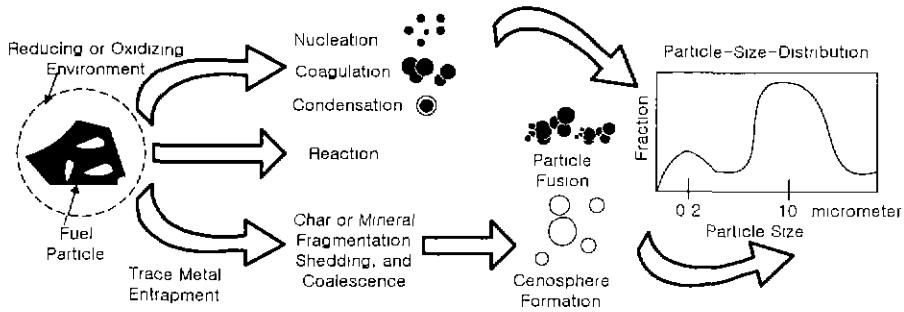 Reducing or Oxidizing
Environment
Fuel
Particle
Trace Metal
Entrapment
Nucleation
Coagulation
Condensation
Reaction
Char or Mineral
Fragmentation
Shedding, and
Coalescence
Particle
Fusion
Cenosphere
Formation
Particle-Size-Distribution
Fraction
0 2
10
micrometer
Particle Size